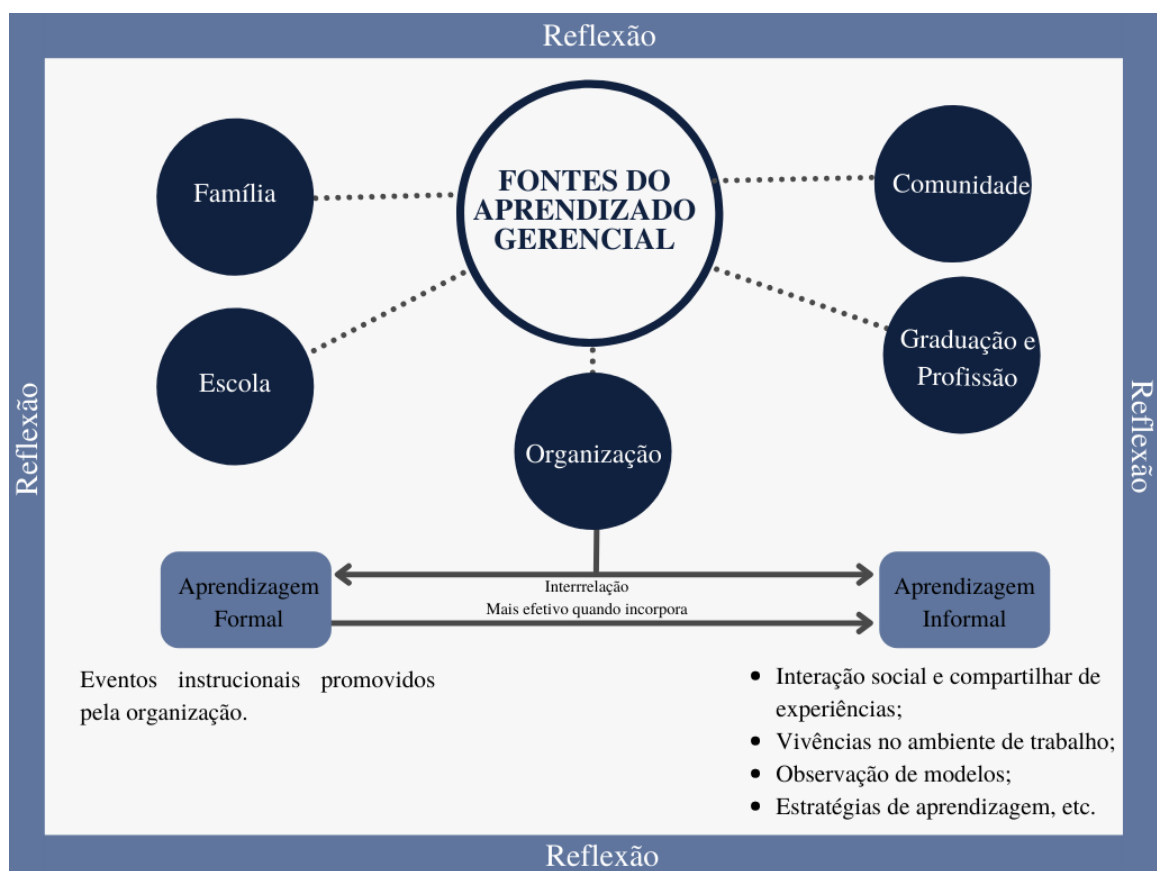 Reflexão
FONTES DO
APRENDIZADO
GERENCIAL
Família
Comunidade
Escola
Graduação e
Profissão
Organização
Reflexão
Reflexão
Aprendizagem
Formal
Interrrelação
Mais efetivo quando incorpora
Aprendizagem
Informal
Eventos instrucionais promovidos
pela organização.
• Interação social e compartilhar de
experiências;
• Vivências no ambiente de trabalho;
• Observação de modelos;
• Estratégias de aprendizagem, etc.
Reflexão